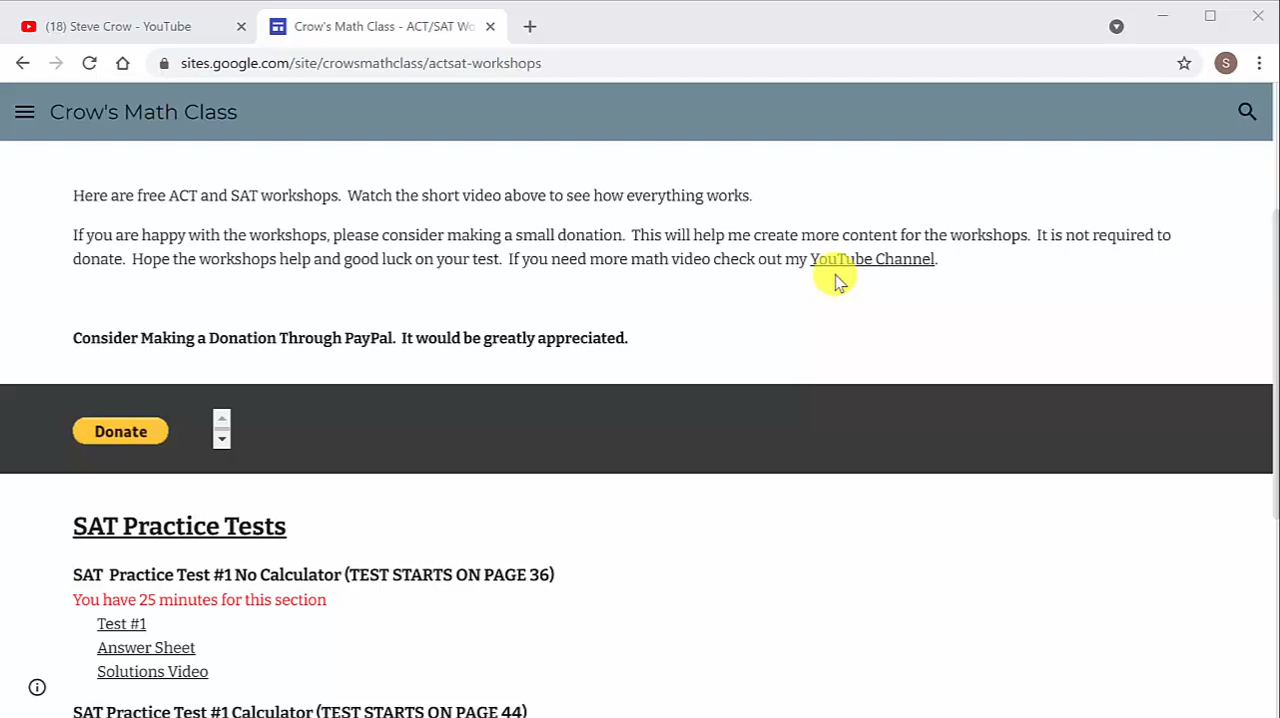 (18) Steve Crow - YouTube
Crow's Math Class - ACT/SAT Wo
sites.google.com/site/crowsmathclass/actsat-workshops
S
Crow's Math Class
Here are free ACT and SAT workshops. Watch the short video above to see how everything works.
If you are happy with the workshops, please consider making a small donation. This will help me create more content for the workshops. It is not required to
donate. Hope the workshops help and good luck on your test. If you need more math video check out my YouTube Channel.
Consider Making a Donation Through PayPal. It would be greatly appreciated.
Donate
SAT Practice Tests
SAT Practice Test #1 No Calculator (TEST STARTS ON PAGE 36)
You have 25 minutes for this section
Test #1
Answer Sheet
Solutions Video
SAT Practice Test #1 Calculator (TEST STARTS ON PAGE 44)